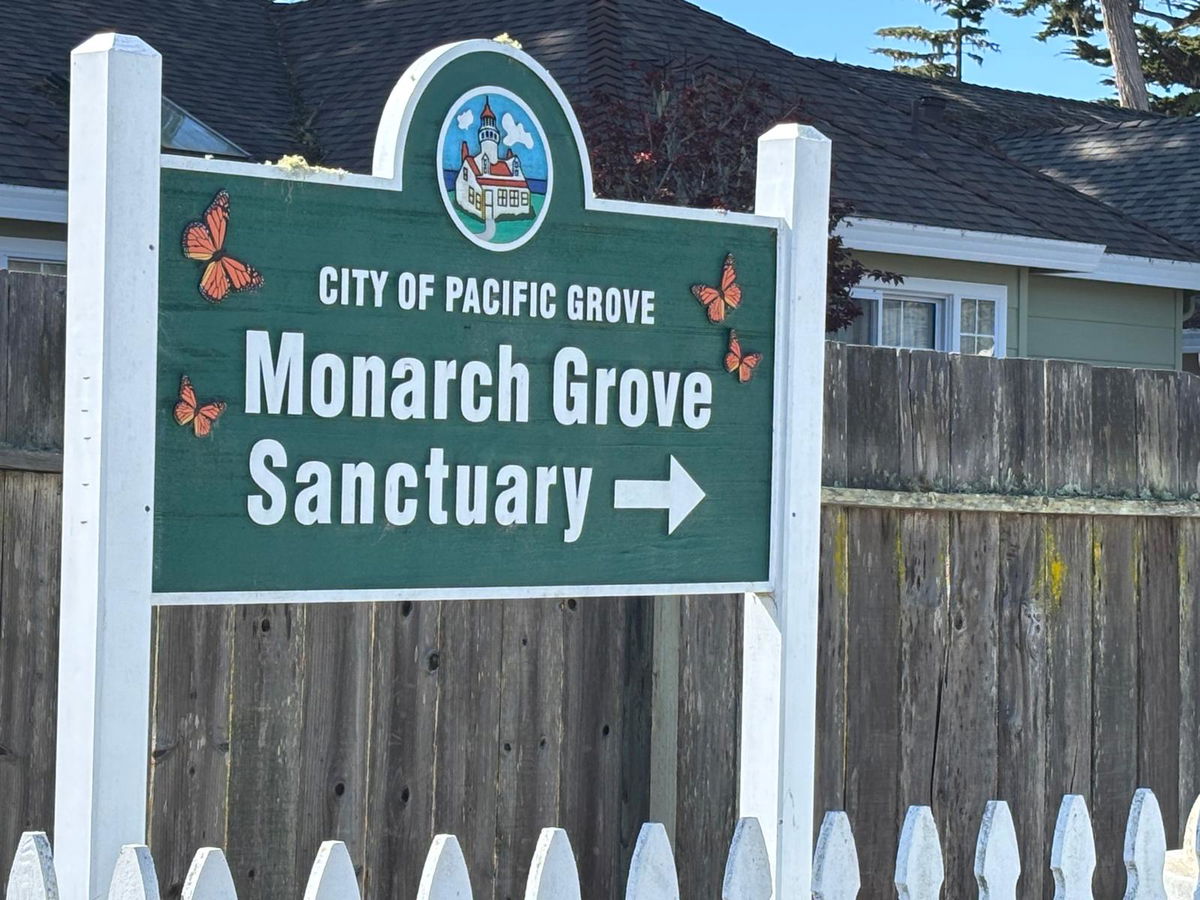 CITY OF PACIFIC GROVE
Monarch Grove
Sanctuary